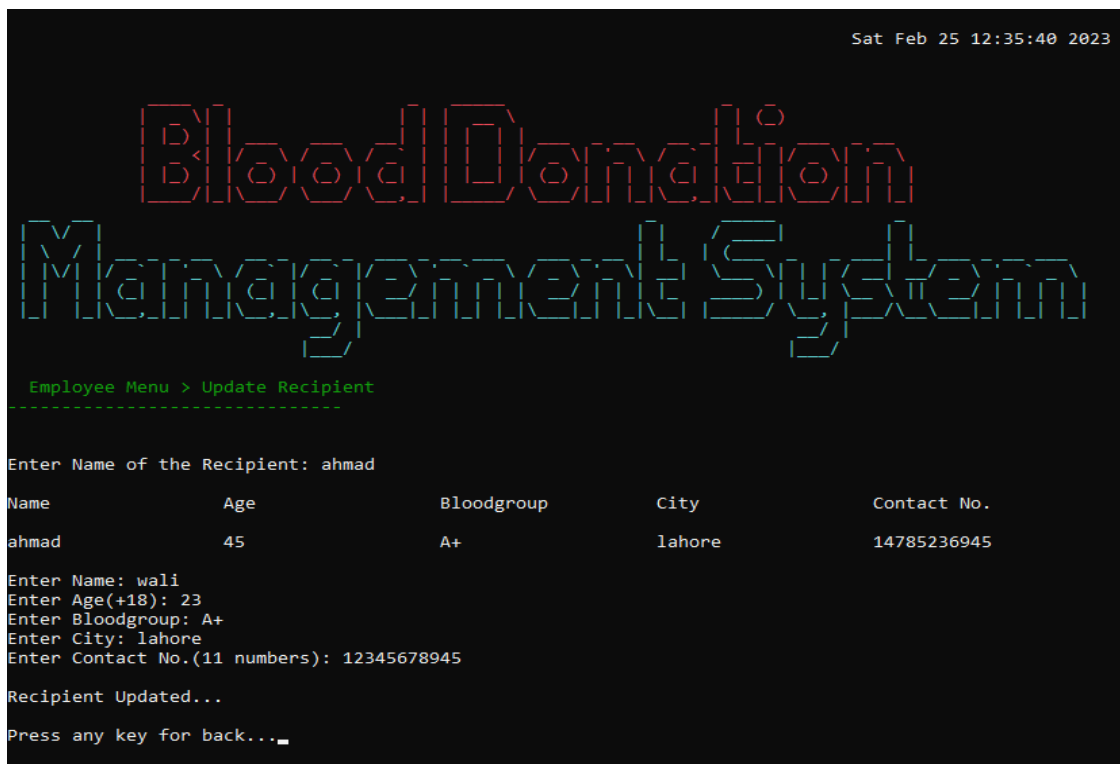 Sat Feb 25 12:35:40 2023
Blood Donation
Management System
Employee Menu > Update Recipient
-------------------------------
Enter Name of the Recipient: ahmad
Name Age Bloodgroup City Contact No.
ahmad 45 A+ lahore 14785236945
Enter Name: wali
Enter Age(+18): 23
Enter Bloodgroup: A+
Enter City: lahore
Enter Contact No.(11 numbers): 12345678945
Recipient Updated...
Press any key for back...